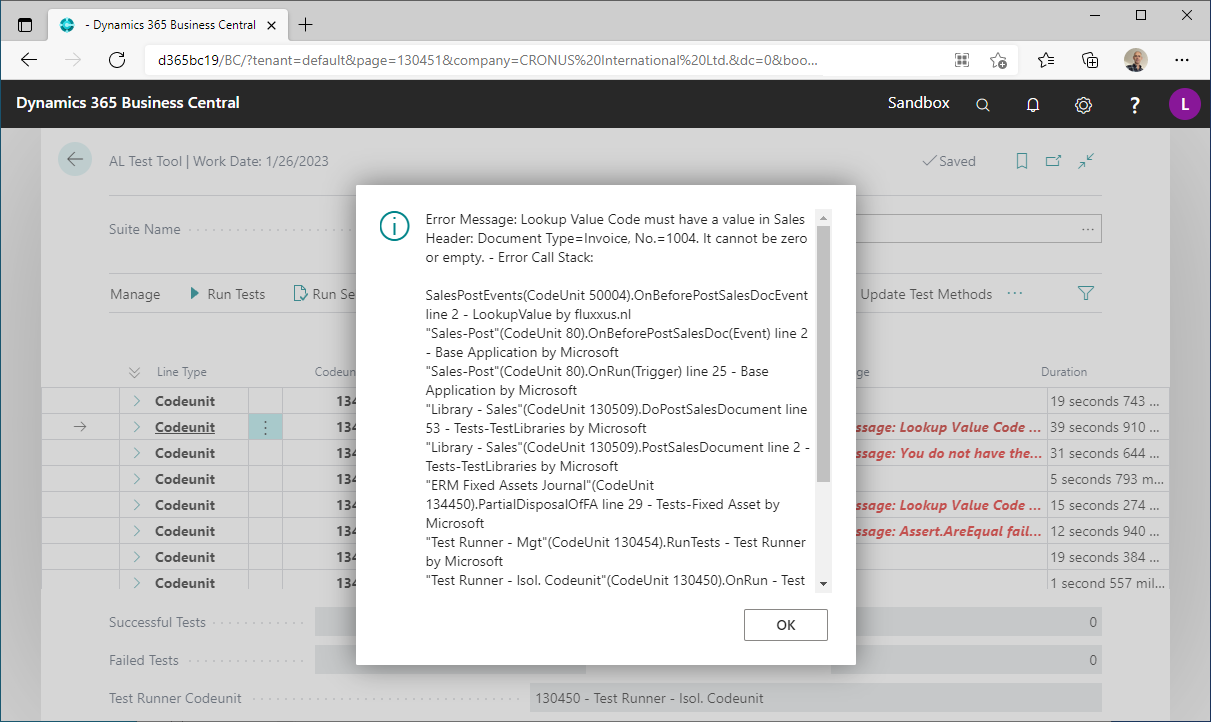 - Dynamics 365 Business Central
d365bc19/BC/?tenant=default&page=130451&company=CRONUS%20International%20Ltd.&dc=0&boo...
Dynamics 365 Business Central
Sandbox
L
AL Test Tool | Work Date: 1/26/2023
Saved
Suite Name
Manage
Run Tests
Run Se
Update Test Methods
Line Type
Codeun
ge
Duration
Codeunit 134 19 seconds 743 ...
Codeunit 134 ssage: Lookup Value Code ... 39 seconds 910 ...
Codeunit 134 ssage: You do not have the... 31 seconds 644 ...
Codeunit 134 5 seconds 793 m...
Codeunit 134 ssage: Lookup Value Code ... 15 seconds 274 ...
Codeunit 134 ssage: Assert.AreEqual fail... 12 seconds 940 ...
Codeunit 134 19 seconds 384 ...
Codeunit 134 1 second 557 mil...
Error Message: Lookup Value Code must have a value in Sales
Header: Document Type=Invoice, No.=1004. It cannot be zero
or empty. - Error Call Stack:
SalesPostEvents(CodeUnit 50004).OnBeforePostSalesDocEvent
line 2 - LookupValue by fluxxus.nl
"Sales-Post"(CodeUnit 80).OnBeforePostSalesDoc(Event) line 2
- Base Application by Microsoft
"Sales-Post"(CodeUnit 80).OnRun(Trigger) line 25 - Base
Application by Microsoft
"Library - Sales"(CodeUnit 130509).DoPostSalesDocument line
53 - Tests-TestLibraries by Microsoft
"Library - Sales"(CodeUnit 130509).PostSalesDocument line 2 -
Tests-TestLibraries by Microsoft
"ERM Fixed Assets Journal"(CodeUnit
134450).PartialDisposalOfFA line 29 - Tests-Fixed Asset by
Microsoft
"Test Runner - Mgt"(CodeUnit 130454).RunTests - Test Runner
by Microsoft
"Test Runner - Isol. Codeunit"(CodeUnit 130450).OnRun - Test
OK
Successful Tests 0
Failed Tests 0
Test Runner Codeunit 130450 - Test Runner - Isol. Codeunit